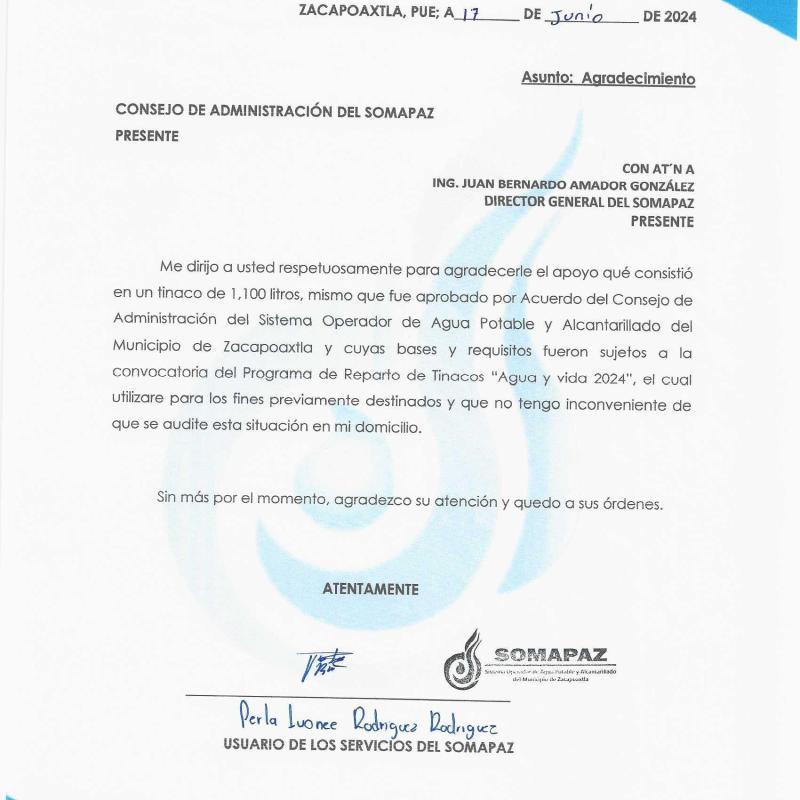 ZACAPOAXTLA, PUE; A 17 DE Junio DE 2024
Asunto: Agradecimiento
CONSEJO DE ADMINISTRACIÓN DEL SOMAPAZ
PRESENTE
CON AT´N A
ING. JUAN BERNARDO AMADOR GONZÁLEZ
DIRECTOR GENERAL DEL SOMAPAZ
PRESENTE
Me dirijo a usted respetuosamente para agradecerle el apoyo qué consistió
en un tinaco de 1,100 litros, mismo que fue aprobado por Acuerdo del Consejo de
Administración del Sistema Operador de Agua Potable y Alcantarillado del
Municipio de Zacapoaxtla y cuyas bases y requisitos fueron sujetos a la
convocatoria del Programa de Reparto de Tinacos “Agua y vida 2024”, el cual
utilizare para los fines previamente destinados y que no tengo inconveniente de
que se audite esta situación en mi domicilio.
Sin más por el momento, agradezco su atención y quedo a sus órdenes.
ATENTAMENTE
SOMAPAZ
Sistema Operador de Agua Potable y Alcantarillado
del Municipio de Zacapoaxtla
Perla Ivonee Rodriguez Rodriguez
USUARIO DE LOS SERVICIOS DEL SOMAPAZ